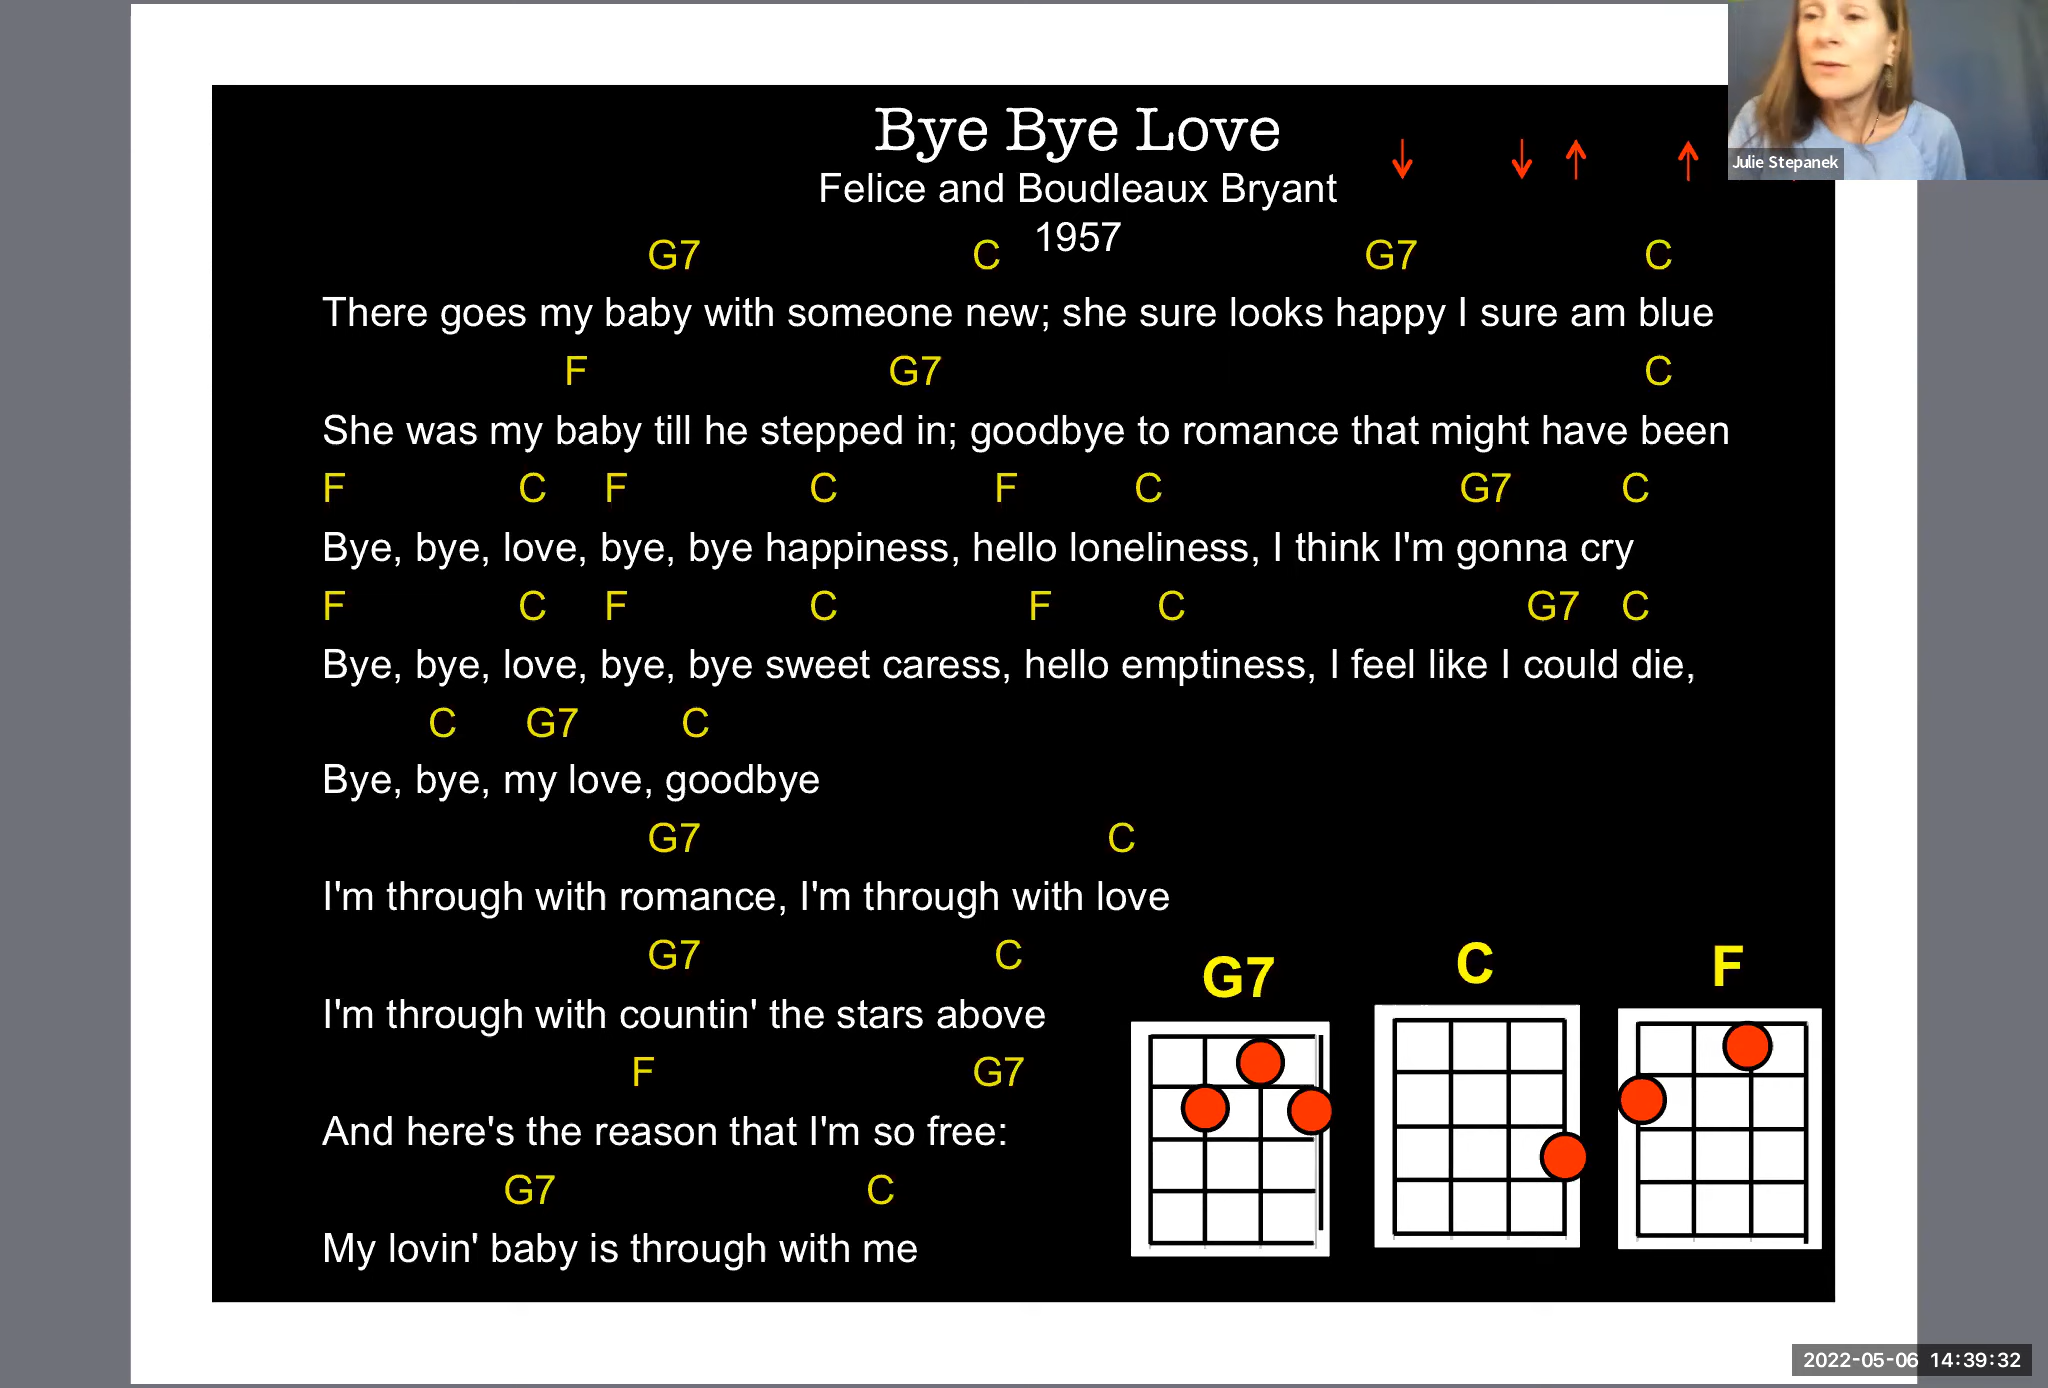 Bye Bye Love
Felice and Boudleaux Bryant
1957
G7 C G7 C
There goes my baby with someone new; she sure looks happy I sure am blue
F G7 C
She was my baby till he stepped in; goodbye to romance that might have been
F C F C F C G7 C
Bye, bye, love, bye, bye happiness, hello loneliness, I think I'm gonna cry
F C F C F C G7 C
Bye, bye, love, bye, bye sweet caress, hello emptiness, I feel like I could die,
C G7 C
Bye, bye, my love, goodbye
G7 C
I'm through with romance, I'm through with love
G7 C
I'm through with countin' the stars above
F G7
And here's the reason that I'm so free:
G7 C
My lovin' baby is through with me
G7 C F
Julie Stepanek
2022-05-06 14:39:32